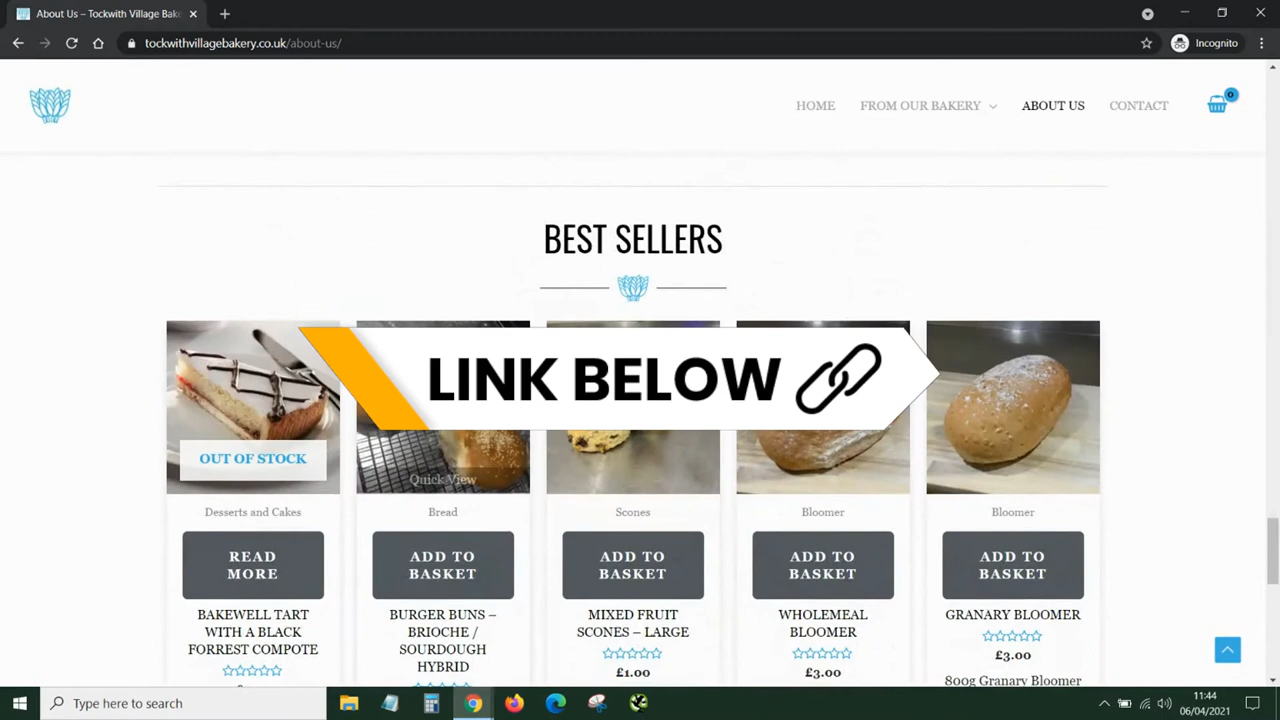 About Us – Tockwith Village Bake
tockwithvillagebakery.co.uk/about-us/
Incognito
HOME
FROM OUR BAKERY
ABOUT US
CONTACT
0
BEST SELLERS
LINK BELOW
OUT OF STOCK
Quick View
Desserts and Cakes
Bread
Scones
Bloomer
Bloomer
READ
MORE
ADD TO
BASKET
ADD TO
BASKET
ADD TO
BASKET
ADD TO
BASKET
BAKEWELL TART
WITH A BLACK
FORREST COMPOTE
BURGER BUNS –
BRIOCHE /
SOURDOUGH
HYBRID
MIXED FRUIT
SCONES – LARGE
£1.00
WHOLEMEAL
BLOOMER
£3.00
GRANARY BLOOMER
£3.00
800g Granary Bloomer
Type here to search
11:44
06/04/2021